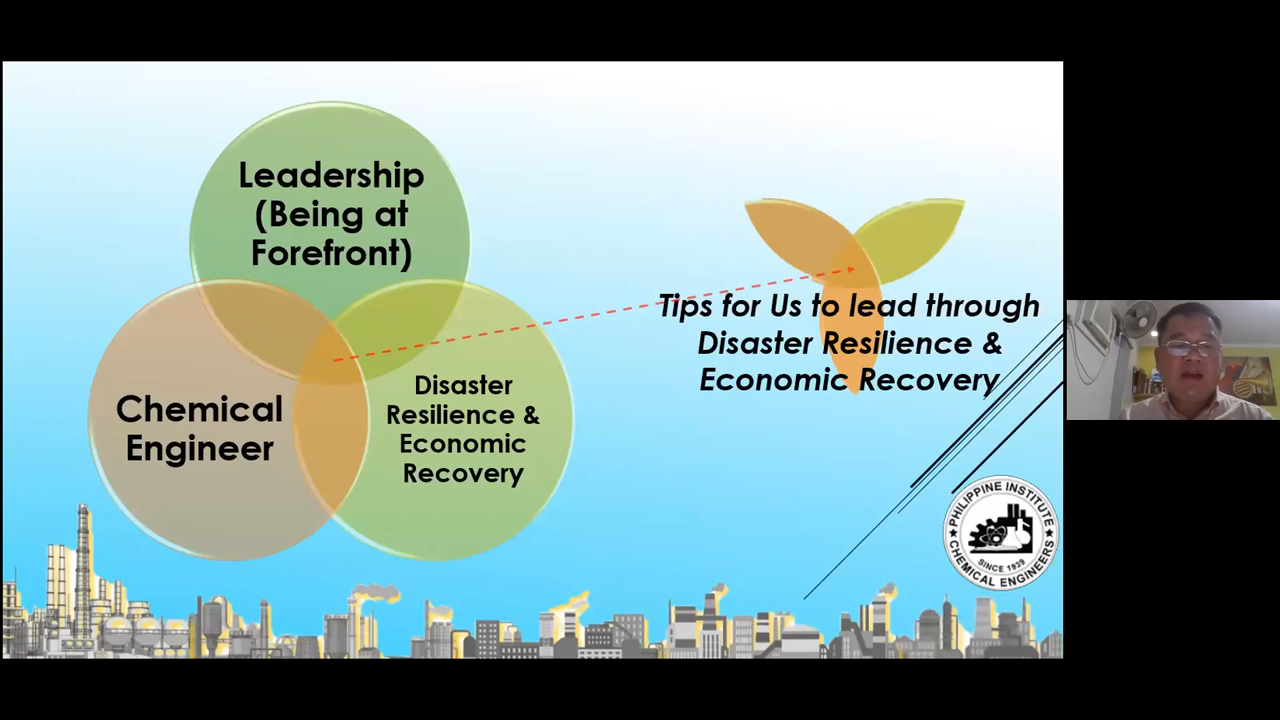 Leadership
(Being at
Forefront)
Chemical
Engineer
Disaster
Resilience &
Economic
Recovery
Tips for Us to lead through
Disaster Resilience &
Economic Recovery
PHILIPPINE INSTITUTE
CHEMICAL ENGINEERS
SINCE 1939